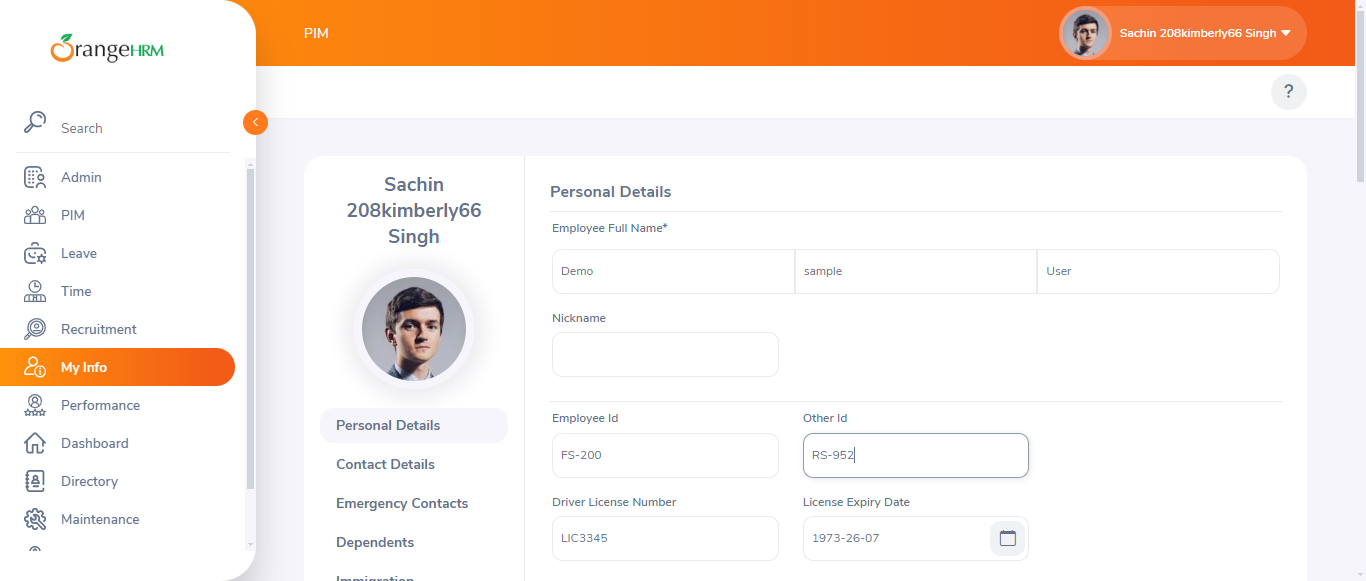 OrangeHRM
PIM
Sachin 208kimberly66 Singh
?
Search
Admin
PIM
Leave
Time
Recruitment
My Info
Performance
Dashboard
Directory
Maintenance
Sachin
208kimberly66
Singh
Personal Details
Contact Details
Emergency Contacts
Dependents
Immigration
Personal Details
Employee Full Name*
Demo sample User
Nickname
Employee Id Other Id
FS-200 RS-952
Driver License Number License Expiry Date
LIC3345 1973-26-07